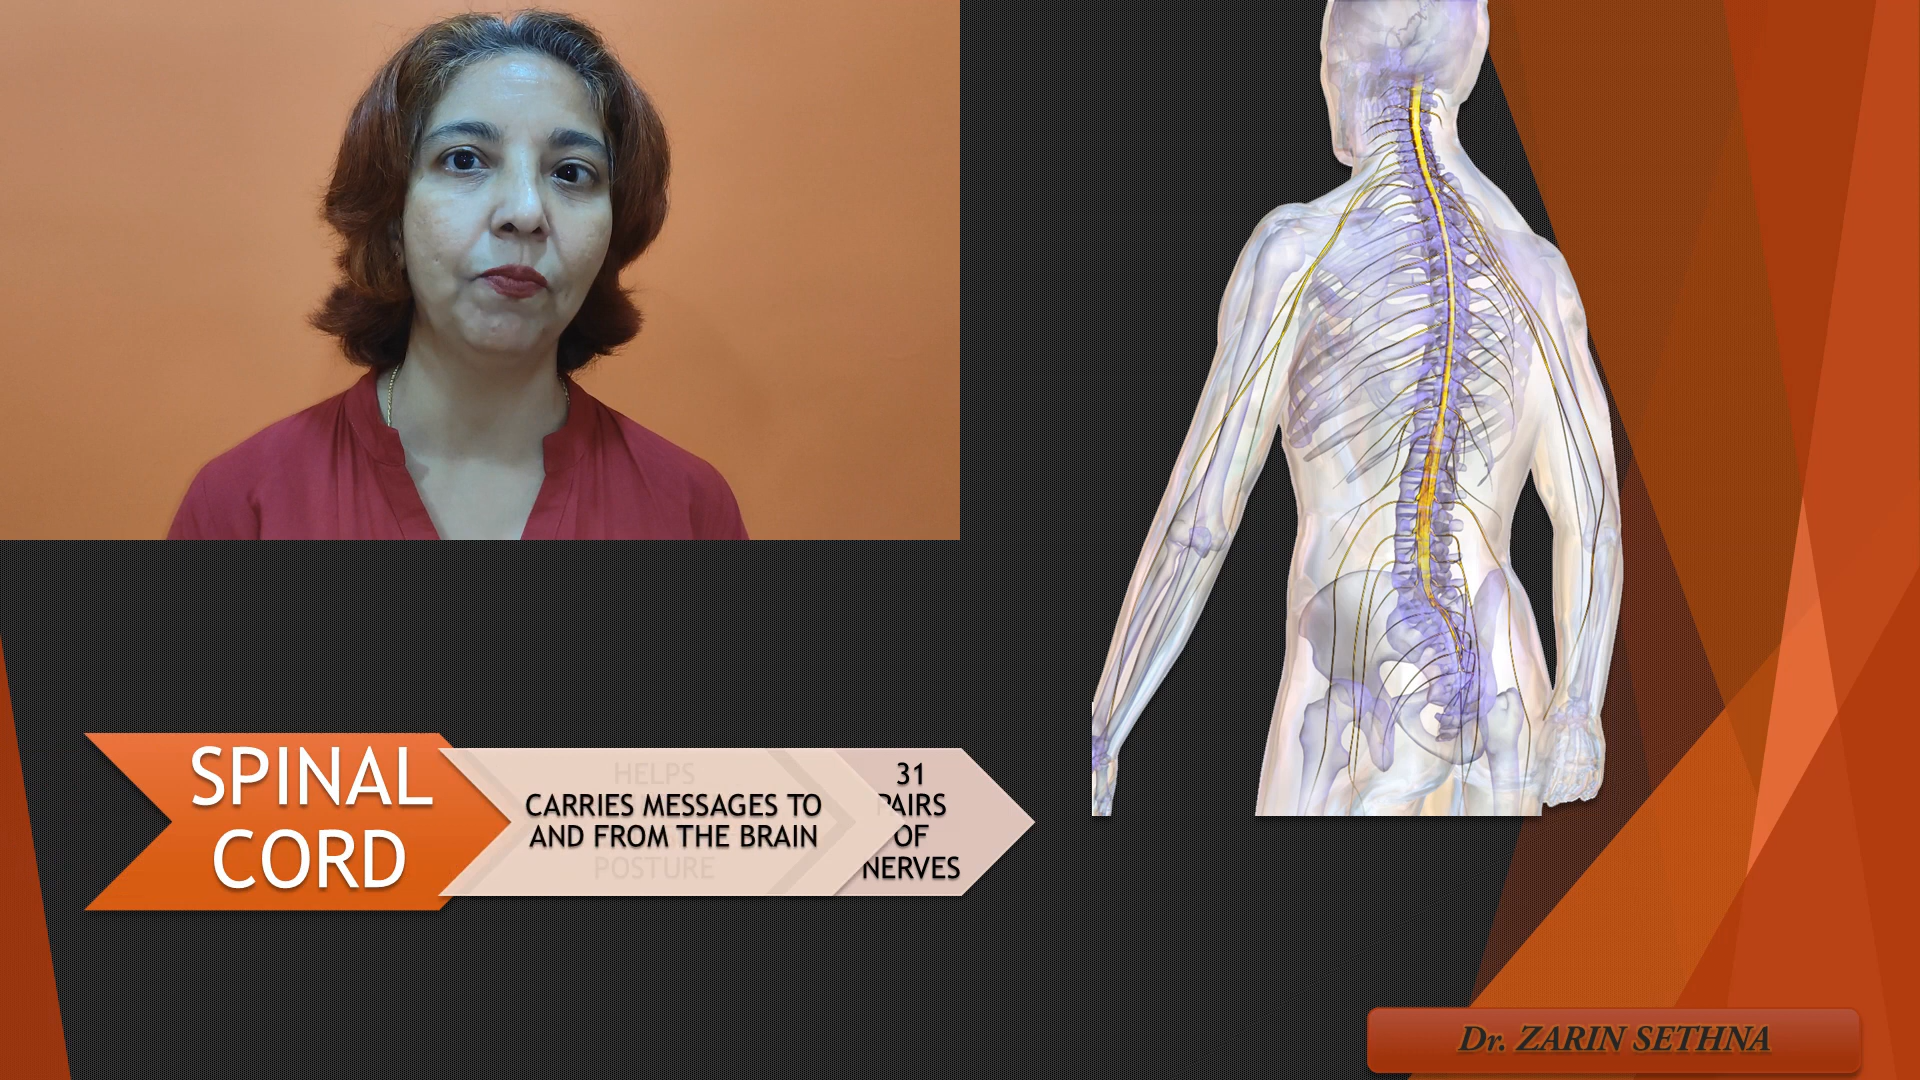 SPINAL
CORD
HELPS
CARRIES MESSAGES TO
AND FROM THE BRAIN
POSTURE
31
PAIRS
OF
NERVES
Dr. ZARIN SETHNA